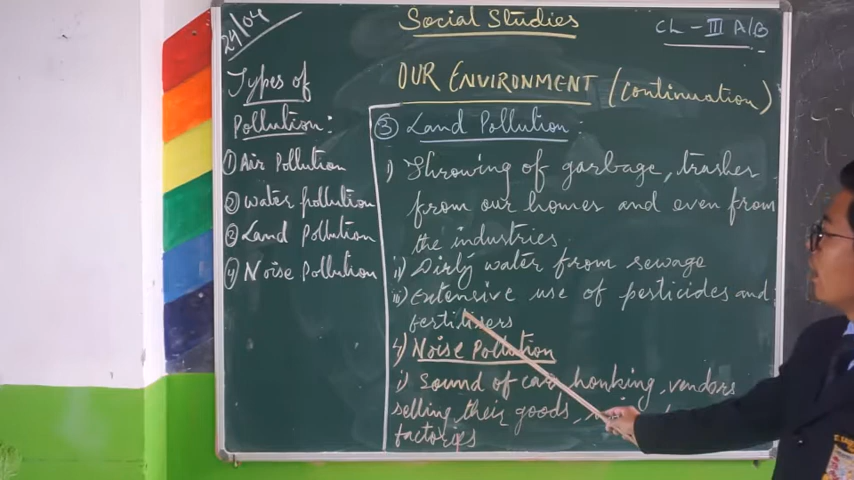 24/04
Social Studies
CL - III A/B
Types of
Pollution:
① Air Pollution
② Water pollution
③ Land Pollution
④ Noise Pollution
OUR ENVIRONMENT (Continuation)
③ Land Pollution:
i) Throwing of garbage, trashes
from our homes and even from
the industries.
ii) Dirty water from sewage
iii) Extensive use of pesticides and
fertilizers
4) Noise Pollution
i) Sound of cars honking, vendors
selling their goods,
factories